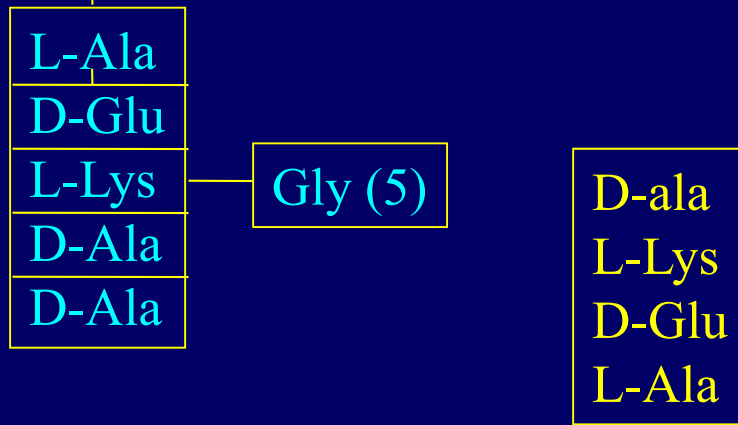 L-Ala
D-Glu
L-Lys
D-Ala
D-Ala
Gly (5)
D-ala
L-Lys
D-Glu
L-Ala